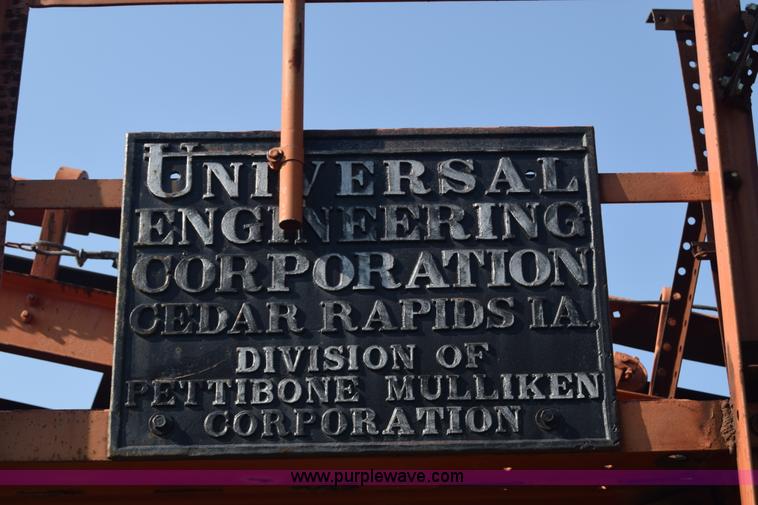 UNIVERSAL
ENGINEERING
CORPORATION
CEDAR RAPIDS IA.
DIVISION OF
PETTIBONE MULLIKEN
CORPORATION
www.purplewave.com